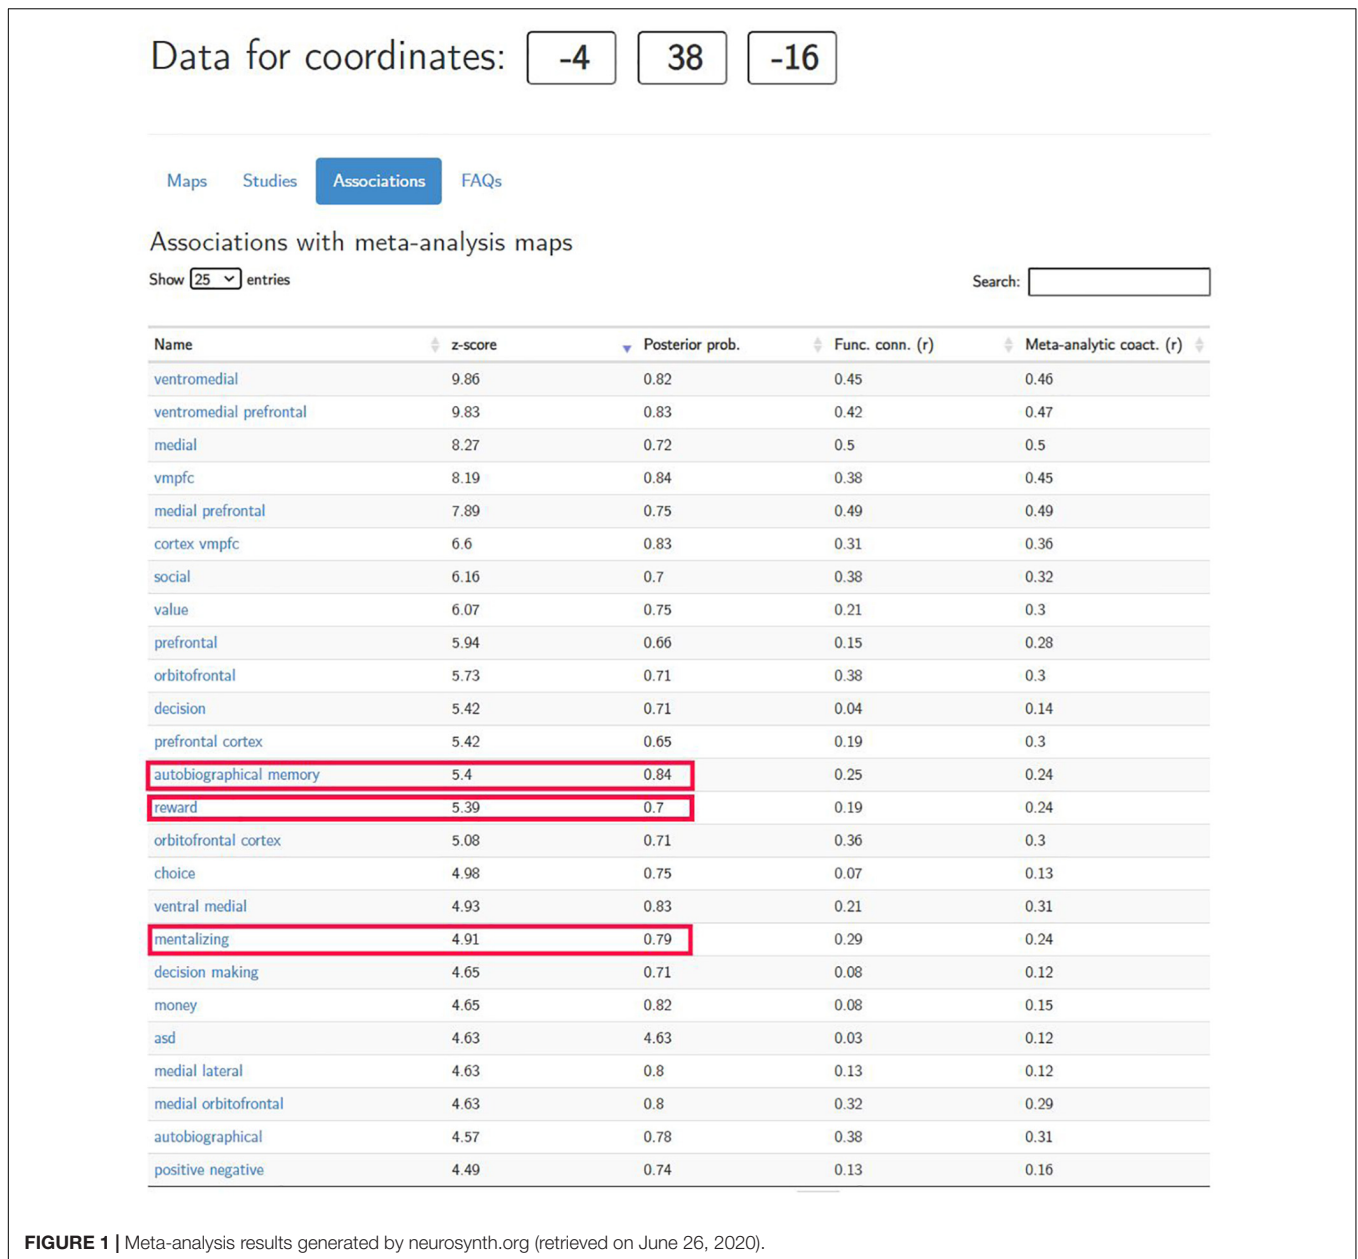 Data for coordinates: -4 38 -16
Maps Studies Associations FAQs
Associations with meta-analysis maps
Show 25 entries Search:
Name z-score Posterior prob. Func. conn. (r) Meta-analytic coact. (r)
ventromedial 9.86 0.82 0.45 0.46
ventromedial prefrontal 9.83 0.83 0.42 0.47
medial 8.27 0.72 0.5 0.5
vmpfc 8.19 0.84 0.38 0.45
medial prefrontal 7.89 0.75 0.49 0.49
cortex vmpfc 6.6 0.83 0.31 0.36
social 6.16 0.7 0.38 0.32
value 6.07 0.75 0.21 0.3
prefrontal 5.94 0.66 0.15 0.28
orbitofrontal 5.73 0.71 0.38 0.3
decision 5.42 0.71 0.04 0.14
prefrontal cortex 5.42 0.65 0.19 0.3
autobiographical memory 5.4 0.84 0.25 0.24
reward 5.39 0.7 0.19 0.24
orbitofrontal cortex 5.08 0.71 0.36 0.3
choice 4.98 0.75 0.07 0.13
ventral medial 4.93 0.83 0.21 0.31
mentalizing 4.91 0.79 0.29 0.24
decision making 4.65 0.71 0.08 0.12
money 4.65 0.82 0.08 0.15
asd 4.63 4.63 0.03 0.12
medial lateral 4.63 0.8 0.13 0.12
medial orbitofrontal 4.63 0.8 0.32 0.29
autobiographical 4.57 0.78 0.38 0.31
positive negative 4.49 0.74 0.13 0.16
FIGURE 1 | Meta-analysis results generated by neurosynth.org (retrieved on June 26, 2020).